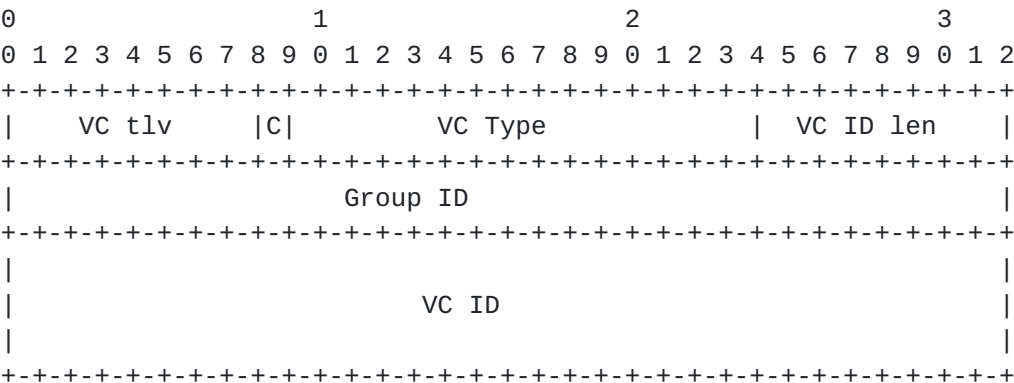 0                   1                   2                   3
0 1 2 3 4 5 6 7 8 9 0 1 2 3 4 5 6 7 8 9 0 1 2 3 4 5 6 7 8 9 0 1 2
+-+-+-+-+-+-+-+-+-+-+-+-+-+-+-+-+-+-+-+-+-+-+-+-+-+-+-+-+-+-+-+-+
|    VC tlv     |C|         VC Type             |  VC ID len    |
+-+-+-+-+-+-+-+-+-+-+-+-+-+-+-+-+-+-+-+-+-+-+-+-+-+-+-+-+-+-+-+-+
|                     Group ID                                  |
+-+-+-+-+-+-+-+-+-+-+-+-+-+-+-+-+-+-+-+-+-+-+-+-+-+-+-+-+-+-+-+-+
|                                                               |
|                          VC ID                                |
|                                                               |
+-+-+-+-+-+-+-+-+-+-+-+-+-+-+-+-+-+-+-+-+-+-+-+-+-+-+-+-+-+-+-+-+